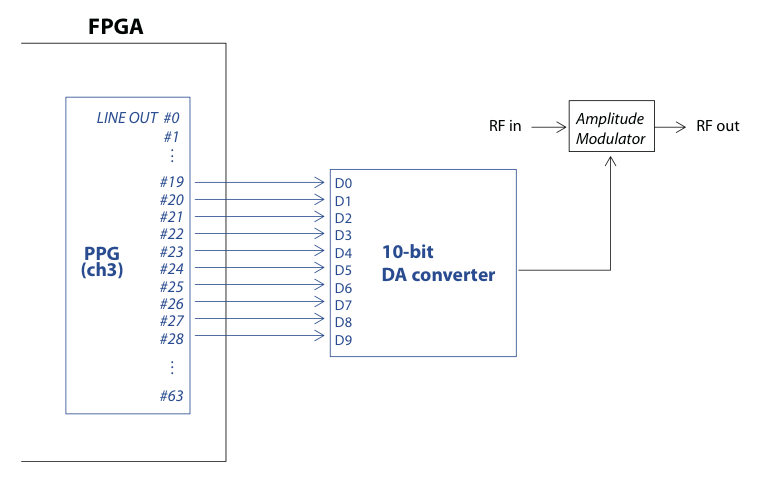 FPGA
LINE OUT #0
#1
⋮
#19
#20
#21
#22
#23
#24
#25
#26
#27
#28
⋮
#63
PPG
(ch3)
D0
D1
D2
D3
D4
D5
D6
D7
D8
D9
10-bit
DA converter
RF in
Amplitude
Modulator
RF out